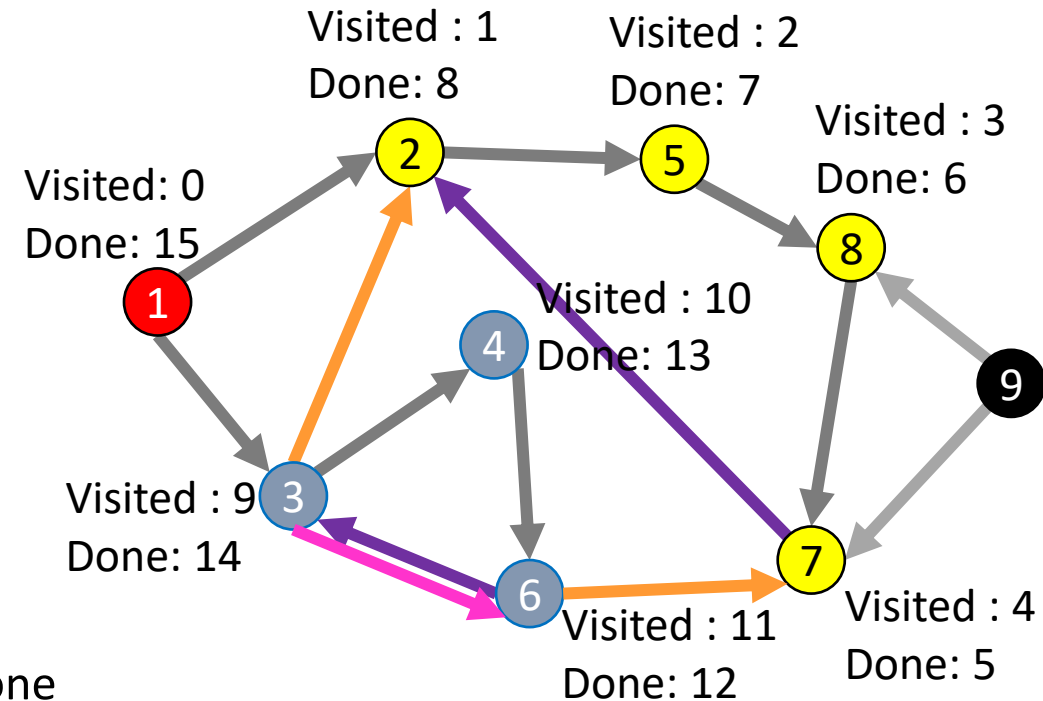 Visited : 1
Done: 8
Visited : 2
Done: 7
Visited : 3
Done: 6
2
5
Visited: 0
Done: 15
8
1
Visited : 10
Done: 13
4
9
Visited : 9
Done: 14
3
7
6
Visited : 11
Done: 12
Visited : 4
Done: 5